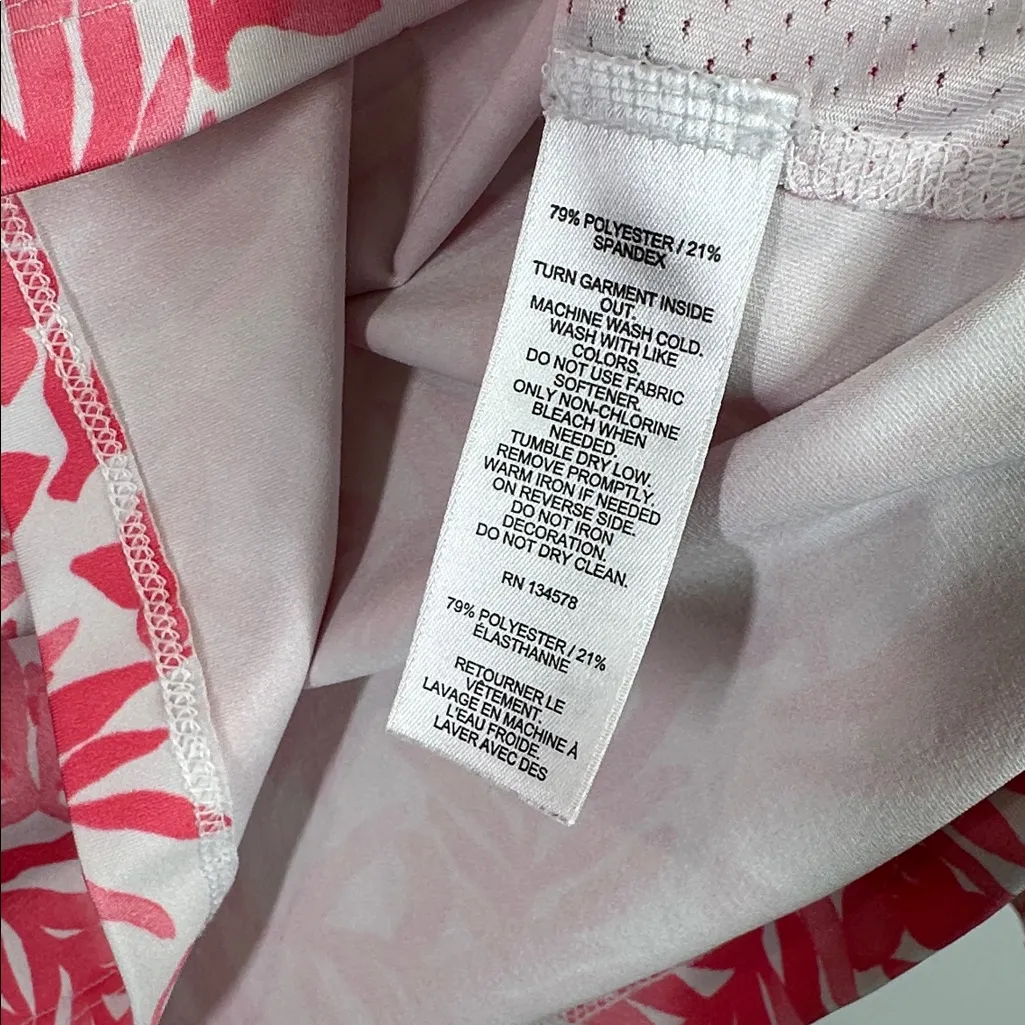 79% POLYESTER / 21%
SPANDEX
TURN GARMENT INSIDE
OUT.
MACHINE WASH COLD.
WASH WITH LIKE
COLORS.
DO NOT USE FABRIC
SOFTENER.
ONLY NON-CHLORINE
BLEACH WHEN
NEEDED.
TUMBLE DRY LOW.
REMOVE PROMPTLY.
WARM IRON IF NEEDED
ON REVERSE SIDE.
DO NOT IRON
DECORATION.
DO NOT DRY CLEAN.
RN 134578
79% POLYESTER / 21%
ÉLASTHANNE
RETOURNER LE
VÊTEMENT.
LAVAGE EN MACHINE À
L'EAU FROIDE.
LAVER AVEC DES